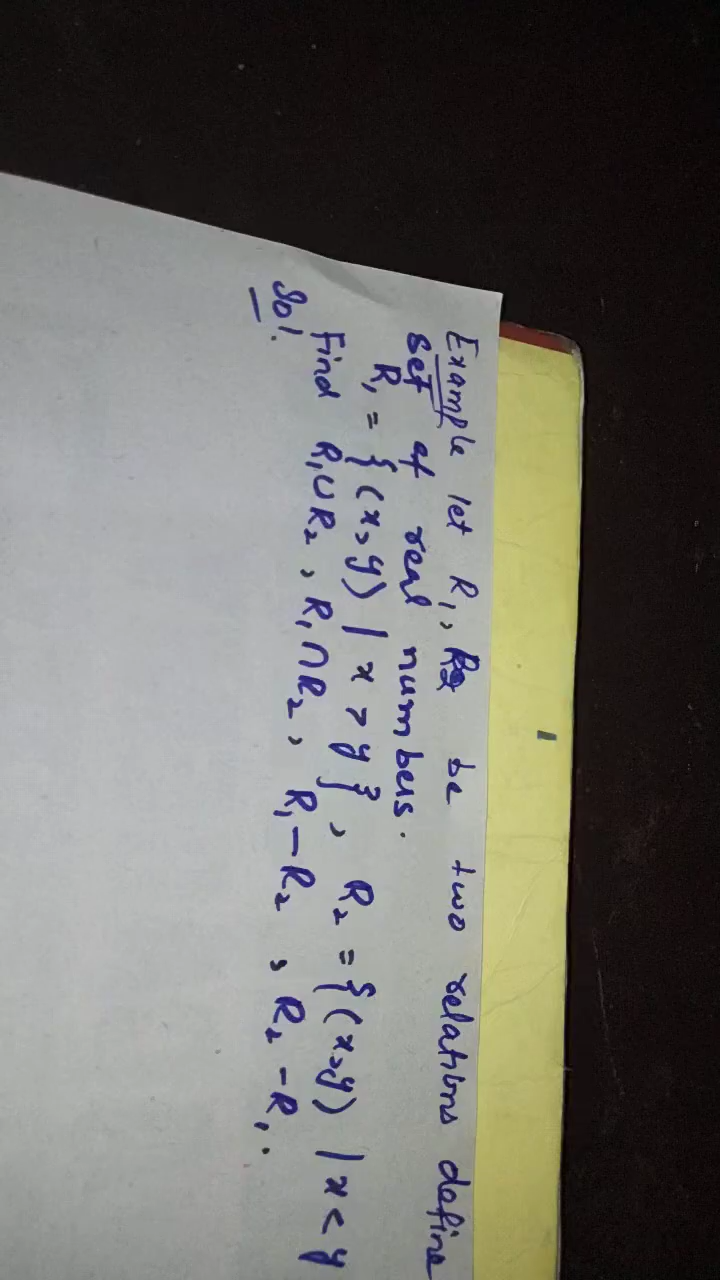 Example let R₁, R₂ be two relations define
set of real numbers.
R₁ = {(x, y) | x > y}, R₂ = {(x, y) | x < y
Find R₁∪R₂, R₁∩R₂, R₁-R₂, R₂-R₁.
Sol.